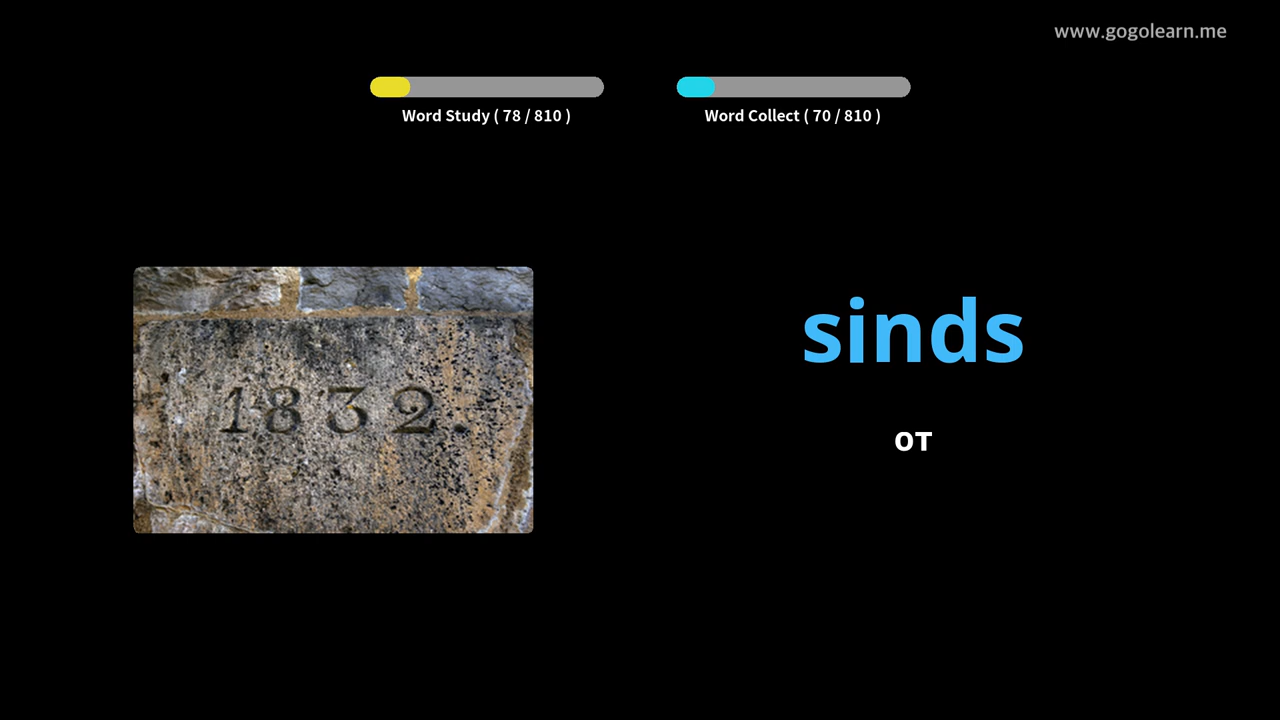 www.gogolearn.me
Word Study ( 78 / 810 )
Word Collect ( 70 / 810 )
sinds
от
1832.